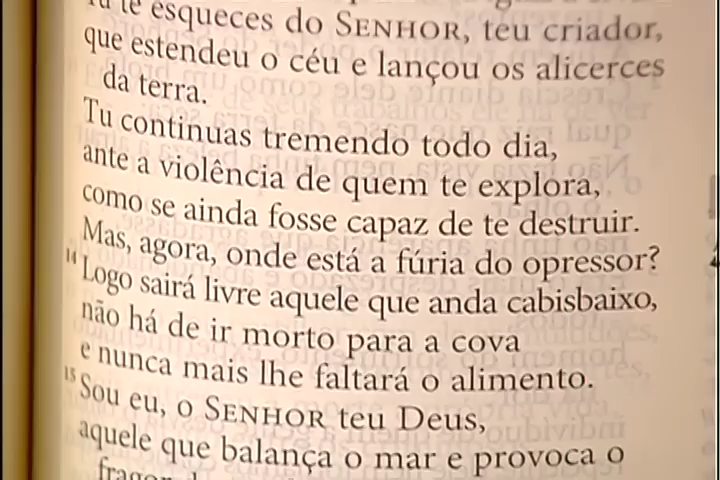 te esqueces do SENHOR, teu criador,
que estendeu o céu e lançou os alicerces
da terra.
Tu continuas tremendo todo dia,
ante a violência de quem te explora,
como se ainda fosse capaz de te destruir.
Mas, agora, onde está a fúria do opressor?
14 Logo sairá livre aquele que anda cabisbaixo,
não há de ir morto para a cova
e nunca mais lhe faltará o alimento.
15 Sou eu, o SENHOR teu Deus,
aquele que balança o mar e provoca o